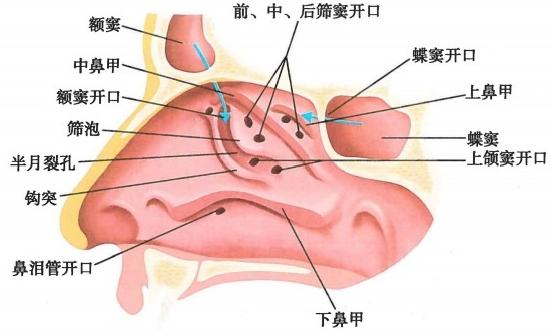 额窦
前、中、后筛窦开口
蝶窦开口
中鼻甲
上鼻甲
额窦开口
筛泡
蝶窦
半月裂孔
上颌窦开口
钩突
鼻泪管开口
下鼻甲